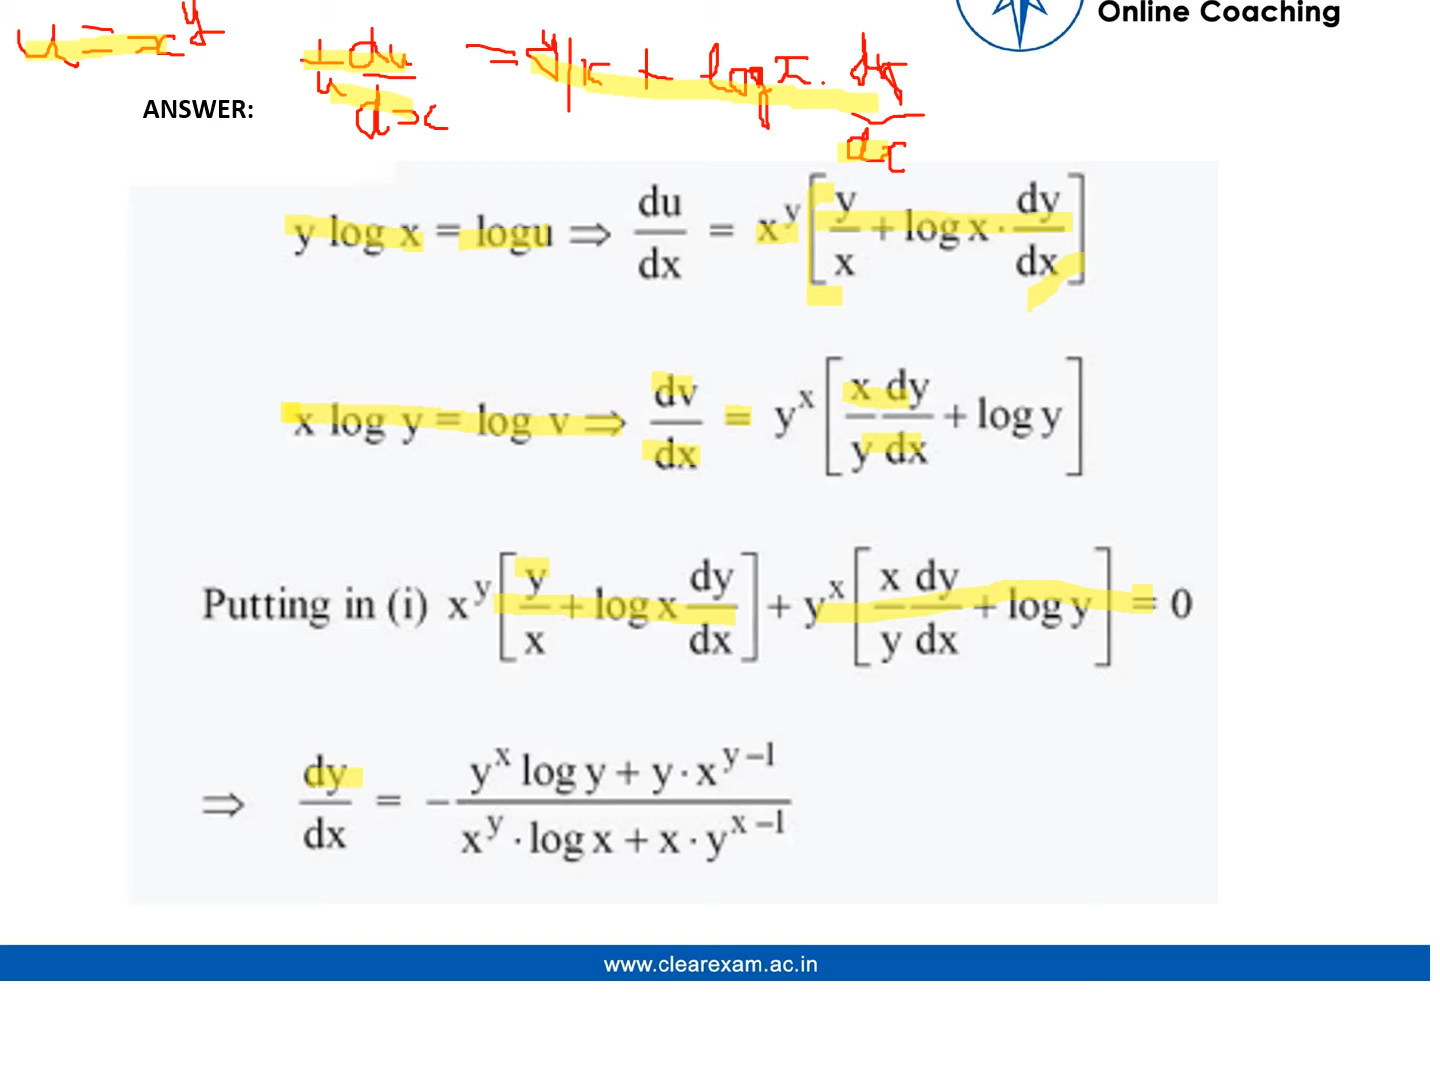 Online Coaching
u = x^y
1/u du/dx = y/x + log x . dy/dx
ANSWER:
y log x = logu ⇒ du/dx = x^y [y/x + log x · dy/dx]
x log y = log v ⇒ dv/dx = y^x [x/y dy/dx + log y]
Putting in (i) x^y [y/x + log x dy/dx] + y^x [x/y dy/dx + log y] = 0
⇒ dy/dx = − (y^x log y + y · x^(y−1)) / (x^y · log x + x · y^(x−1))
www.clearexam.ac.in